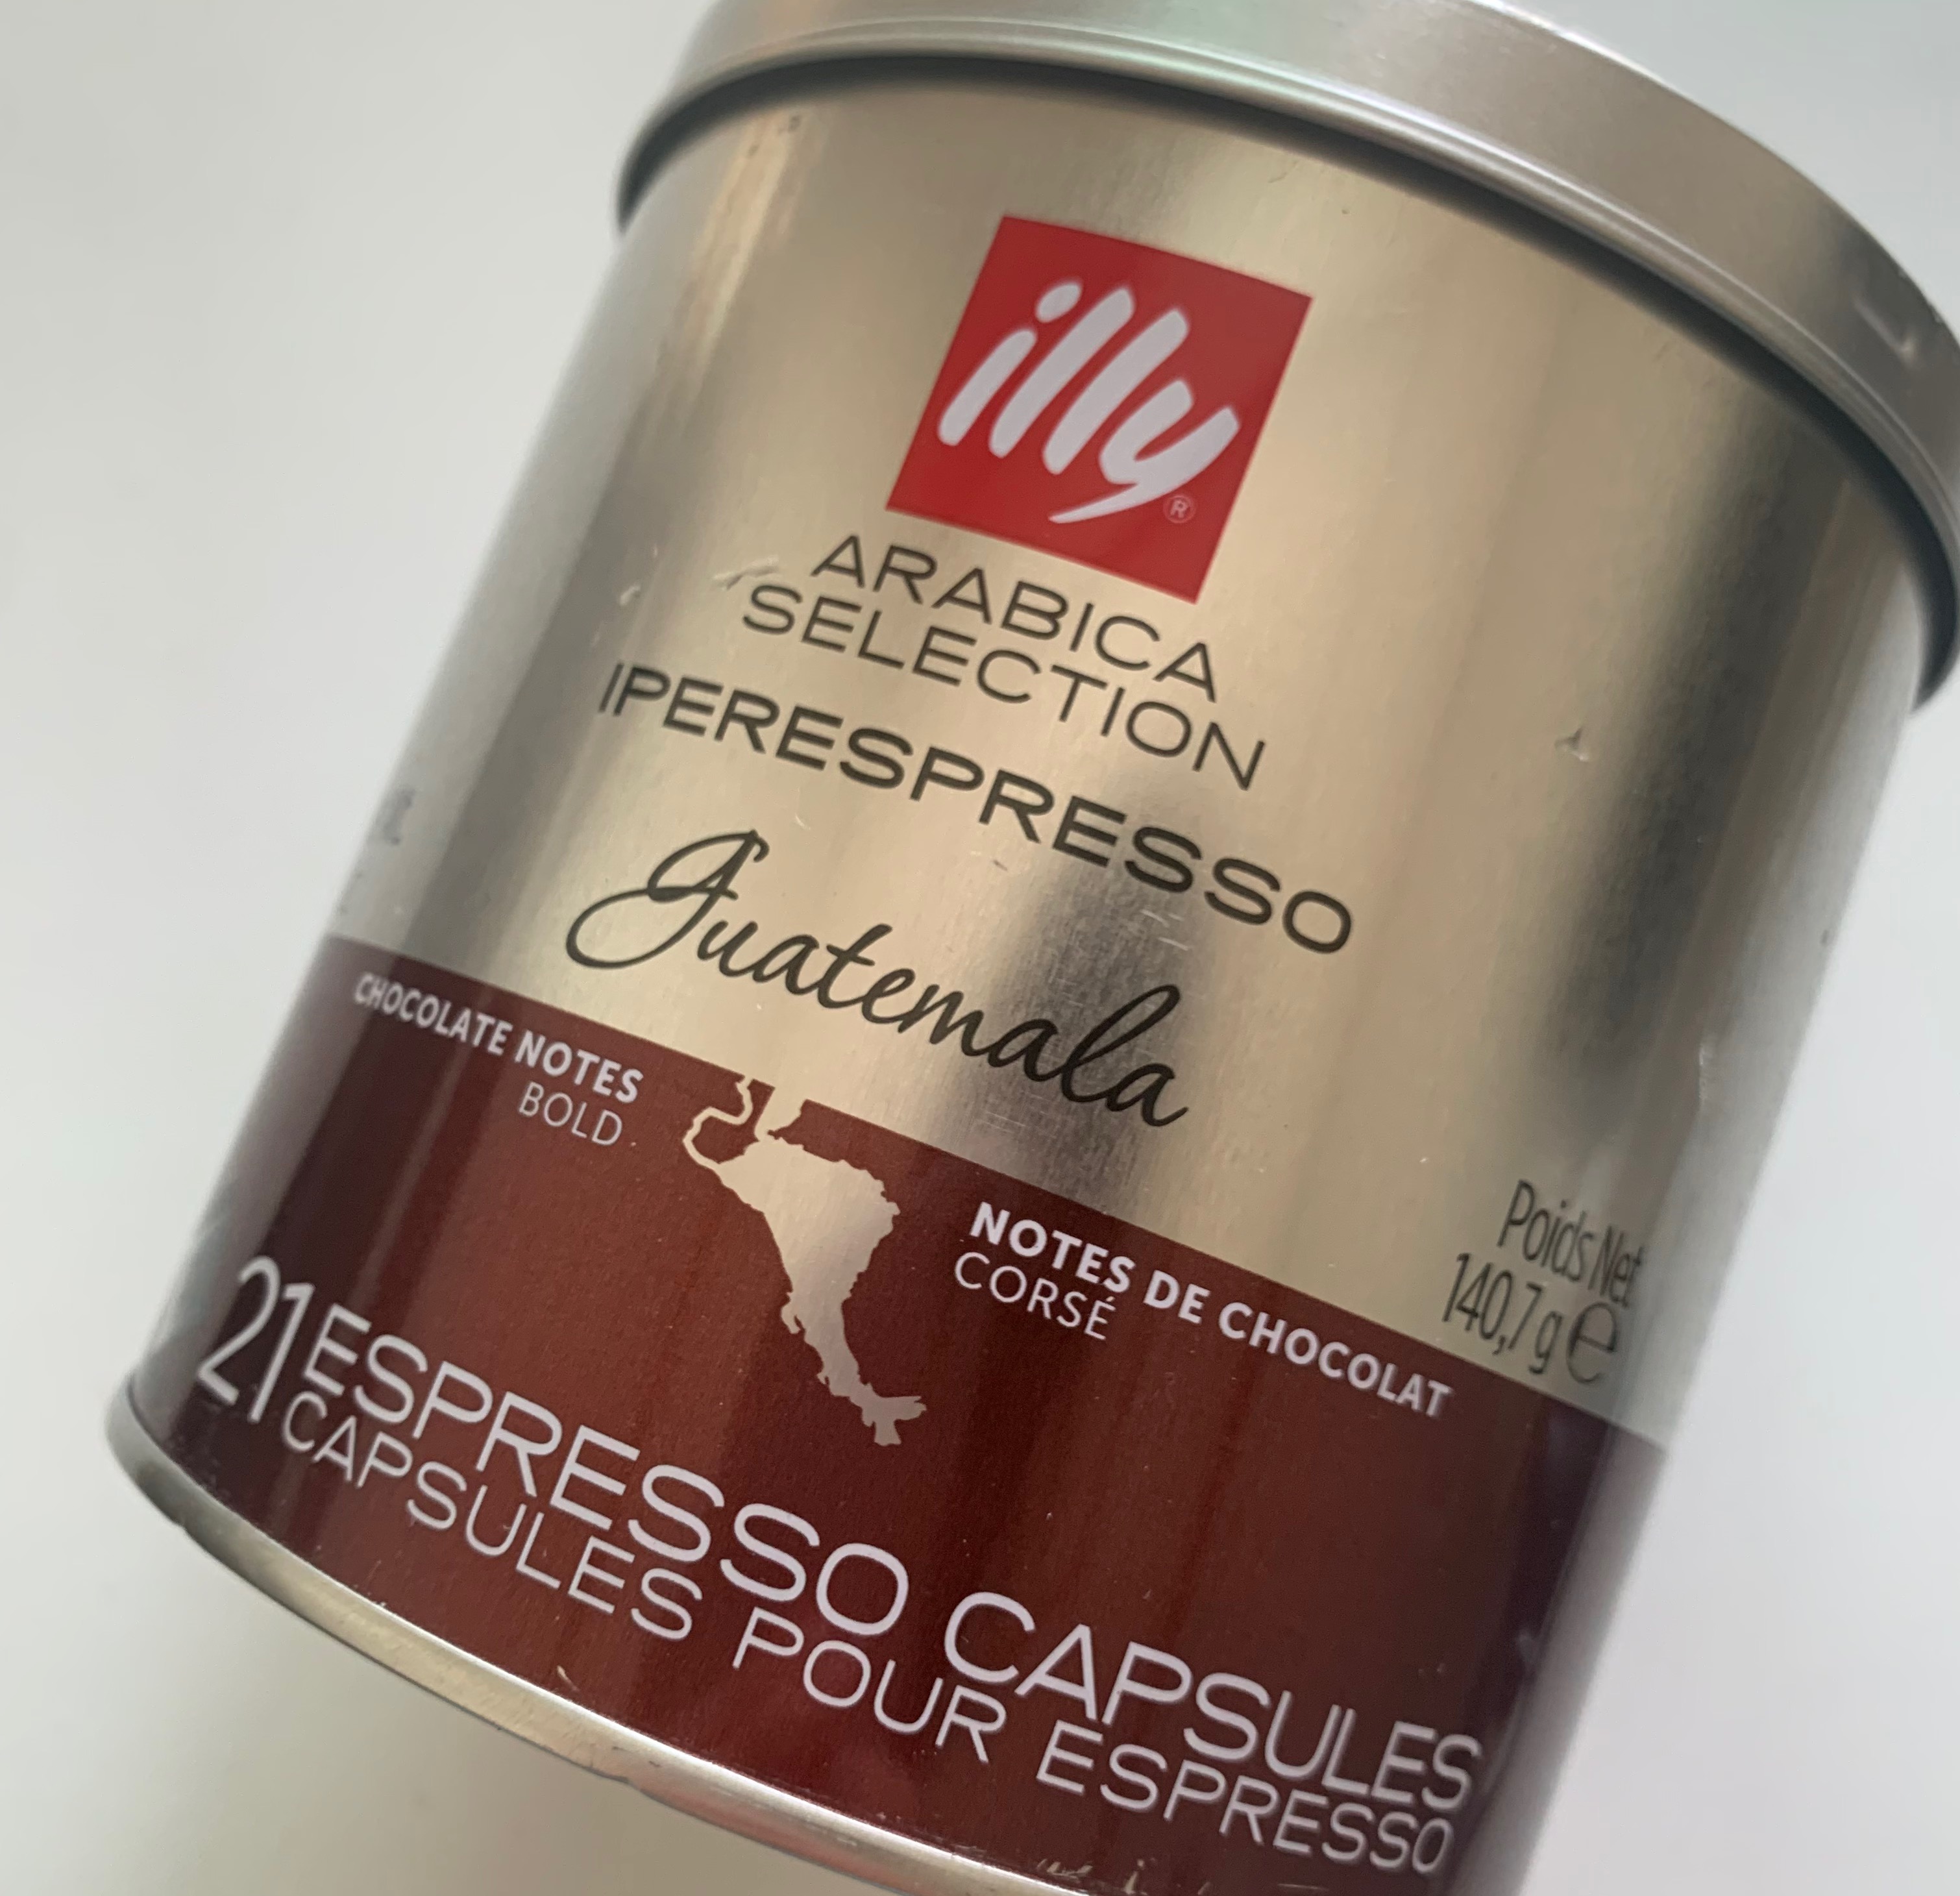 illy®
ARABICA
SELECTION
IPERESPRESSO
Guatemala
CHOCOLATE NOTES
BOLD
NOTES DE CHOCOLAT
CORSÉ
Poids Net
140,7 g ℮
21 ESPRESSO CAPSULES
CAPSULES POUR ESPRESSO